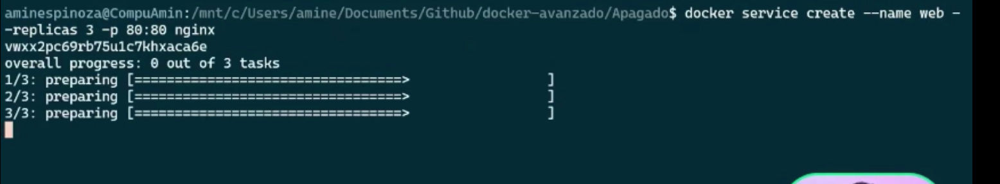 aminespinoza@CompuAmin:/mnt/c/Users/amine/Documents/Github/docker-avanzado/Apagado$ docker service create --name web -
-replicas 3 -p 80:80 nginx
vwxx2pc69rb75u1c7khxaca6e
overall progress: 0 out of 3 tasks
1/3: preparing [=================================>                 ]
2/3: preparing [=================================>                 ]
3/3: preparing [=================================>                 ]